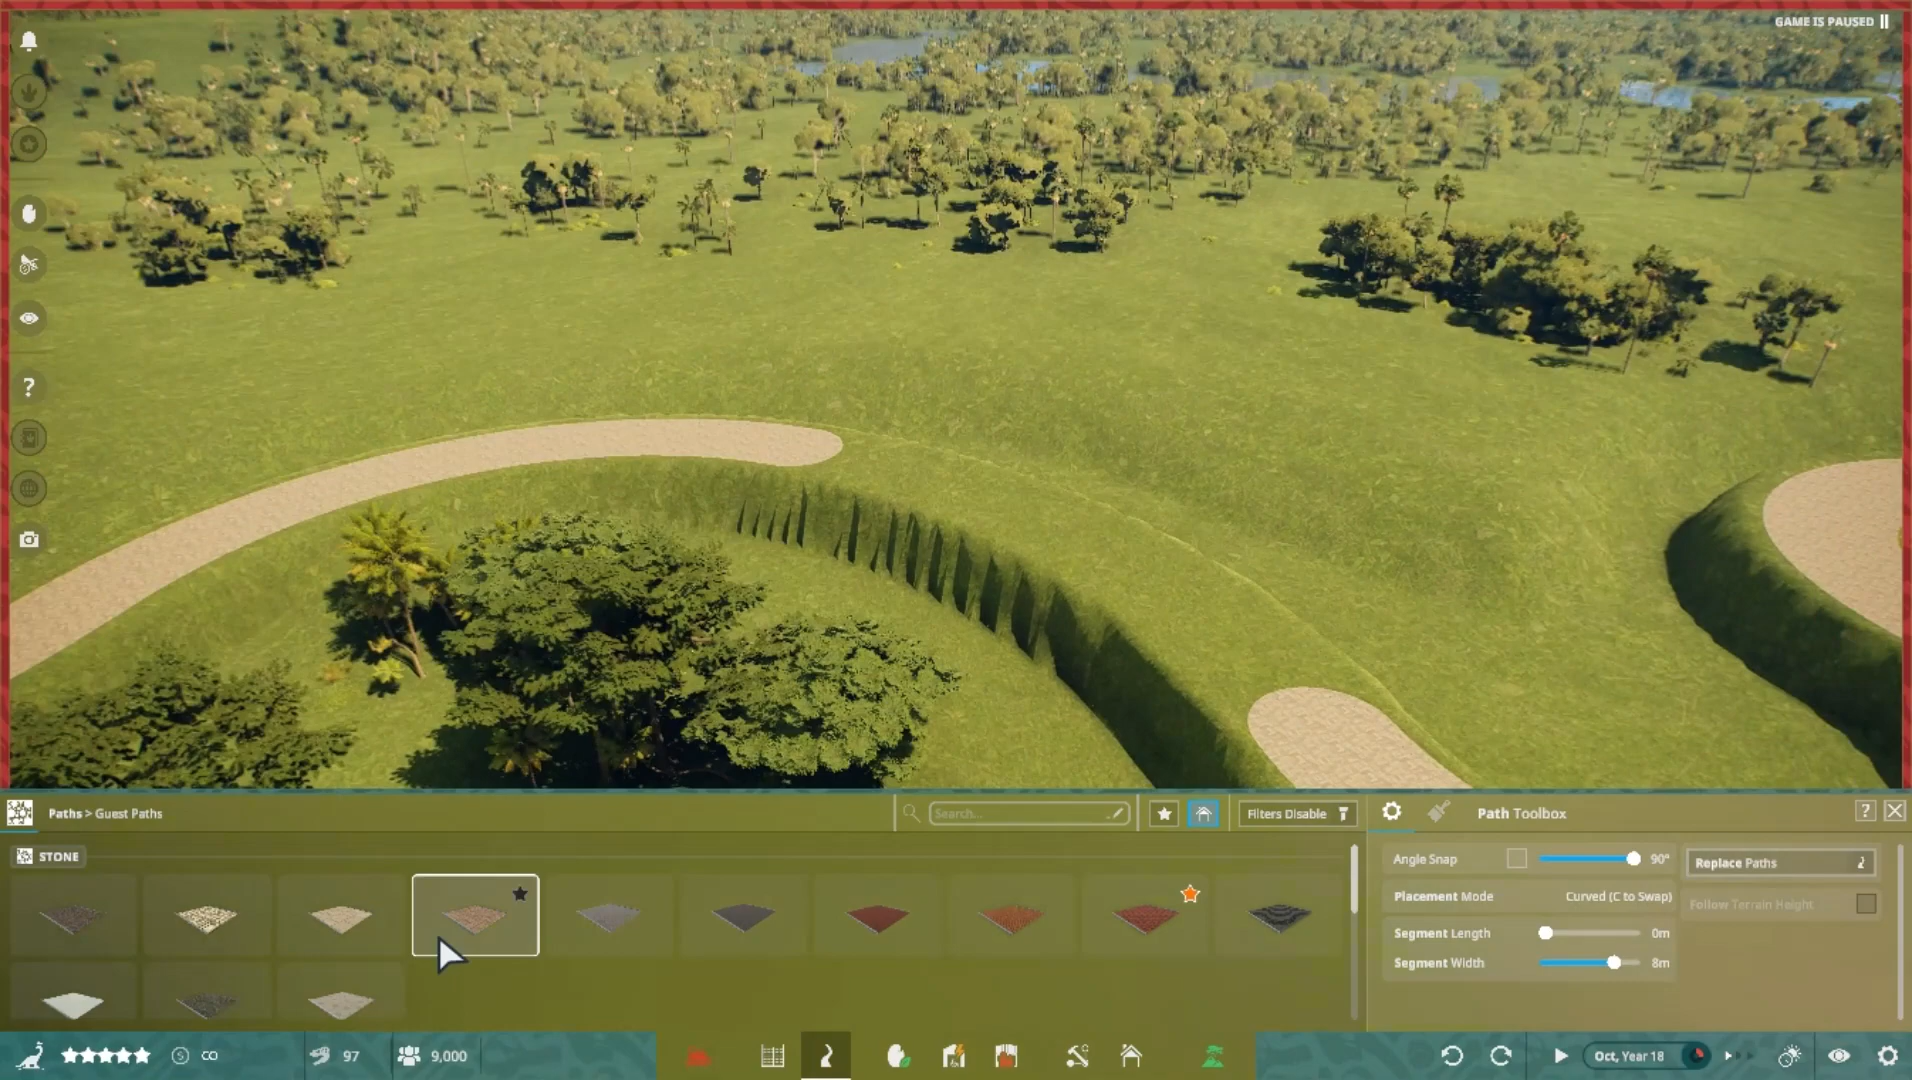 GAME IS PAUSED
?
Paths > Guest Paths
Search...
Filters Disable
Path Toolbox
?
STONE
Angle Snap
90°
Replace Paths
Placement Mode
Curved (C to Swap)
Follow Terrain Height
Segment Length
0m
Segment Width
8m
97
9,000
Oct, Year 18